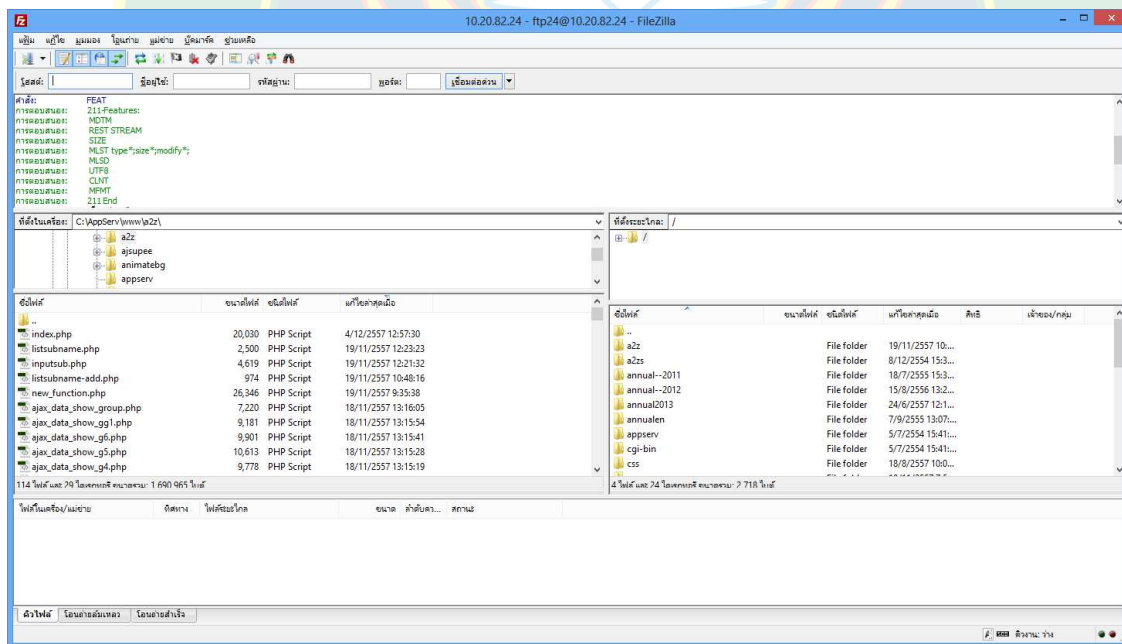 10.20.82.24 - ftp24@10.20.82.24 - FileZilla
แฟ้ม แก้ไข มุมมอง โอนถ่าย แม่ข่าย บุ๊คมาร์ค ช่วยเหลือ
โฮสต์: ชื่อผู้ใช้: รหัสผ่าน: พอร์ต: เชื่อมต่อด่วน
คำสั่ง: FEAT
การตอบสนอง: 211-Features:
การตอบสนอง: MDTM
การตอบสนอง: REST STREAM
การตอบสนอง: SIZE
การตอบสนอง: MLST type*;size*;modify*;
การตอบสนอง: MLSD
การตอบสนอง: UTF8
การตอบสนอง: CLNT
การตอบสนอง: MFMT
การตอบสนอง: 211 End
ที่ตั้งในเครื่อง: C:\AppServ\www\a2z\
a2z
ajsupee
animatebg
appserv
ชื่อไฟล์ ขนาดไฟล์ ชนิดไฟล์ แก้ไขล่าสุดเมื่อ
..
index.php 20,030 PHP Script 4/12/2557 12:57:30
listsubname.php 2,500 PHP Script 19/11/2557 12:23:23
inputsub.php 4,619 PHP Script 19/11/2557 12:21:32
listsubname-add.php 974 PHP Script 19/11/2557 10:48:16
new_function.php 26,346 PHP Script 19/11/2557 9:35:38
ajax_data_show_group.php 7,220 PHP Script 18/11/2557 13:16:05
ajax_data_show_gg1.php 9,181 PHP Script 18/11/2557 13:15:54
ajax_data_show_g6.php 9,901 PHP Script 18/11/2557 13:15:41
ajax_data_show_g5.php 10,613 PHP Script 18/11/2557 13:15:28
ajax_data_show_g4.php 9,778 PHP Script 18/11/2557 13:15:19
114 ไฟล์ และ 29 ไดเรกทอรี ขนาดรวม: 1 690 965 ไบต์
ที่ตั้งระยะไกล: /
/
ชื่อไฟล์ ขนาดไฟล์ ชนิดไฟล์ แก้ไขล่าสุดเมื่อ สิทธิ เจ้าของ/กลุ่ม
..
a2z File folder 19/11/2557 10:...
a2zs File folder 8/12/2554 15:3...
annual--2011 File folder 18/7/2555 15:3...
annual--2012 File folder 15/8/2556 13:2...
annual2013 File folder 24/6/2557 12:1...
annualen File folder 7/9/2555 13:07:...
appserv File folder 5/7/2554 15:41:...
cgi-bin File folder 5/7/2554 15:41:...
css File folder 18/8/2557 10:0...
4 ไฟล์ และ 24 ไดเรกทอรี ขนาดรวม: 2 718 ไบต์
ไฟล์ในเครื่อง/แม่ข่าย ทิศทาง ไฟล์ระยะไกล ขนาด ลำดับคว... สถานะ
คิวไฟล์ โอนถ่ายล้มเหลว โอนถ่ายสำเร็จ
คิวงาน: ว่าง